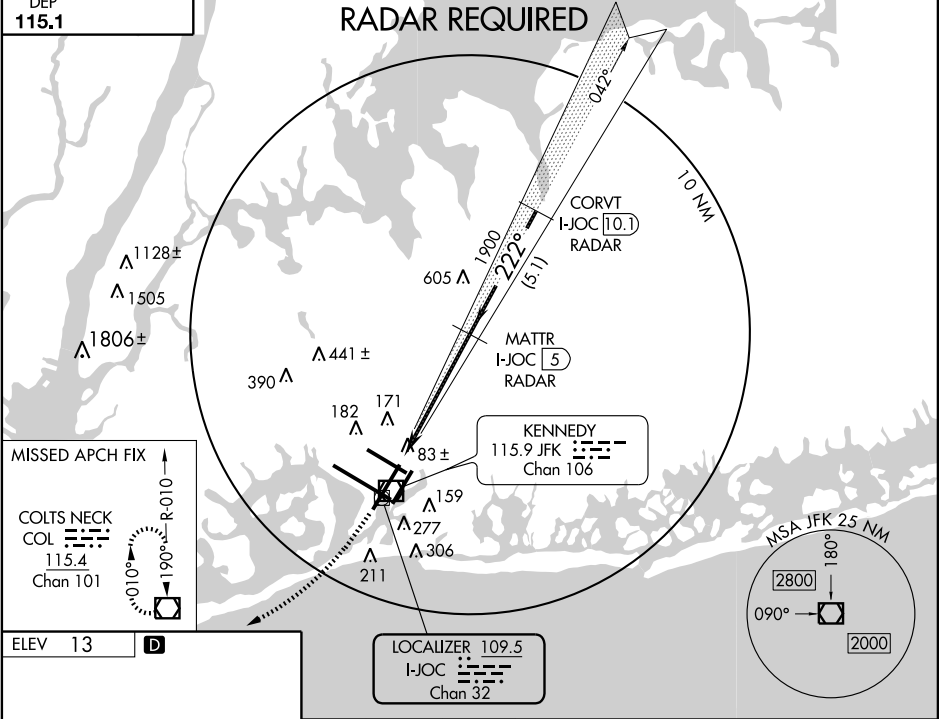 DEP
115.1
RADAR REQUIRED
042°
10 NM
CORVT
I-JOC 10.1
RADAR
1900
222°
(5.1)
605
1128±
1505
1806±
MATTR
I-JOC 5
RADAR
441 ±
390
171
182
83 ±
KENNEDY
115.9 JFK
Chan 106
159
277
306
211
MISSED APCH FIX
R-010
COLTS NECK
COL
115.4
Chan 101
010°
190°
MSA JFK 25 NM
180°
2800
090°
2000
ELEV 13 D
LOCALIZER 109.5
I-JOC
Chan 32